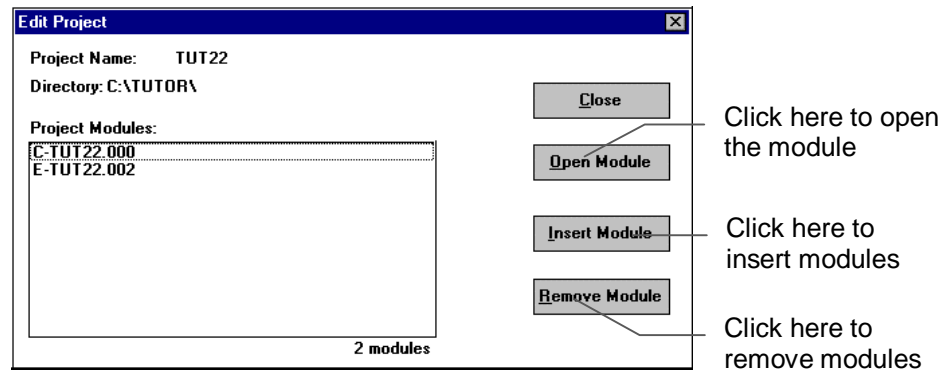 Edit Project
Project Name: TUT22
Directory: C:\TUTOR\
Project Modules:
C-TUT22.000
E-TUT22.002
2 modules
Close
Open Module
Insert Module
Remove Module
Click here to open
the module
Click here to
insert modules
Click here to
remove modules